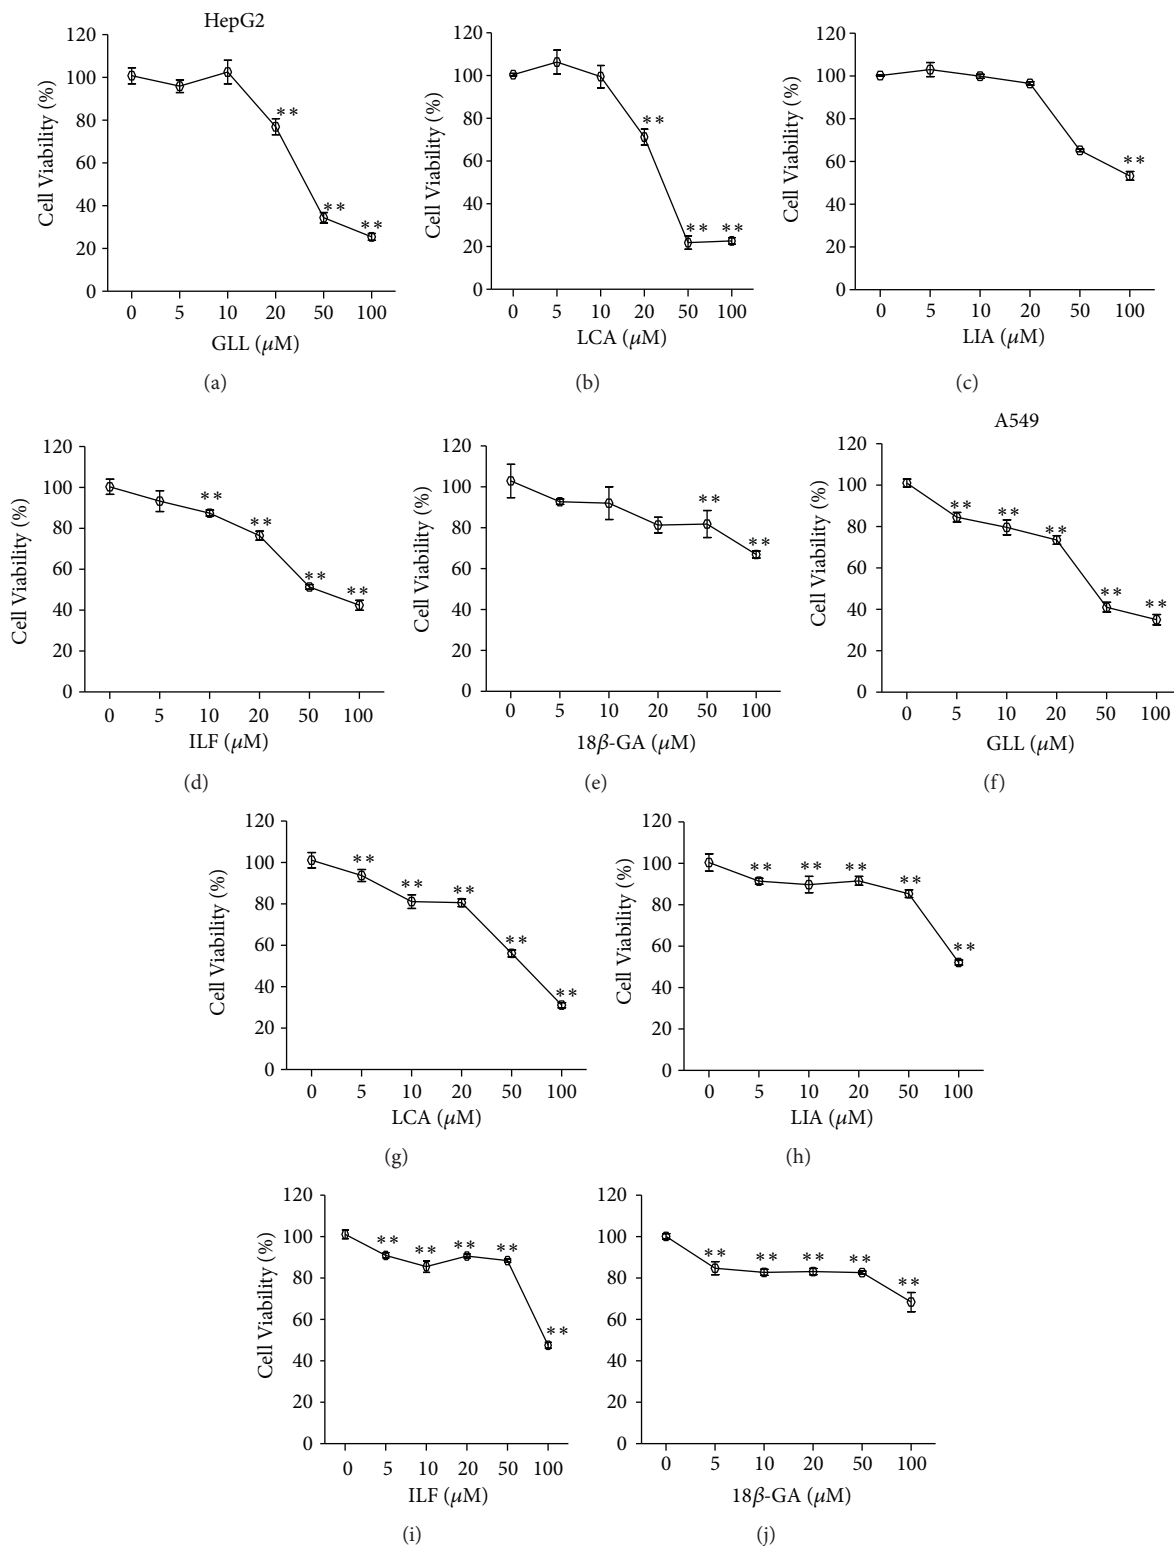 HepG2
120
100
80
60
40
20
0
Cell Viability (%)
0 5 10 20 50 100
GLL (μM)
** ** **
(a)
120
100
80
60
40
20
0
Cell Viability (%)
0 5 10 20 50 100
LCA (μM)
** ** **
(b)
120
100
80
60
40
20
0
Cell Viability (%)
0 5 10 20 50 100
LIA (μM)
**
(c)
120
100
80
60
40
20
0
Cell Viability (%)
0 5 10 20 50 100
ILF (μM)
** ** ** **
(d)
120
100
80
60
40
20
0
Cell Viability (%)
0 5 10 20 50 100
18β-GA (μM)
** **
(e)
A549
120
100
80
60
40
20
0
Cell Viability (%)
0 5 10 20 50 100
GLL (μM)
** ** ** ** **
(f)
120
100
80
60
40
20
0
Cell Viability (%)
0 5 10 20 50 100
LCA (μM)
** ** ** ** **
(g)
120
100
80
60
40
20
0
Cell Viability (%)
0 5 10 20 50 100
LIA (μM)
** ** ** ** **
(h)
120
100
80
60
40
20
0
Cell Viability (%)
0 5 10 20 50 100
ILF (μM)
** ** ** ** **
(i)
120
100
80
60
40
20
0
0 5 10 20 50 100
18β-GA (μM)
** ** ** ** **
(j)